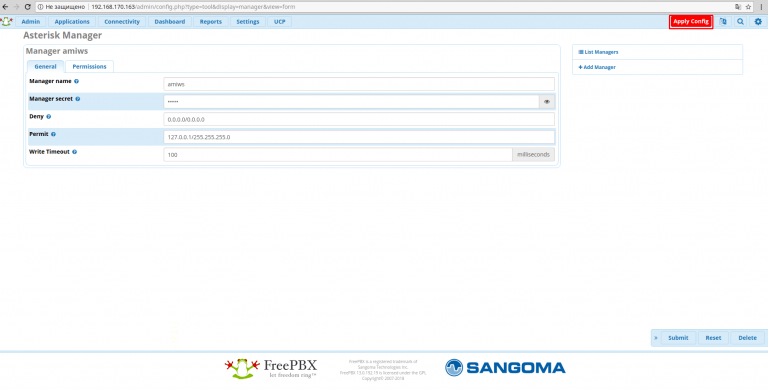 Не защищено | 192.168.170.163/admin/config.php?type=tool&display=manager&view=form
Admin Applications Connectivity Dashboard Reports Settings UCP Apply Config
Asterisk Manager
Manager amiws
List Managers
Add Manager
General Permissions
Manager name amiws
Manager secret •••••
Deny 0.0.0.0/0.0.0.0
Permit 127.0.0.1/255.255.255.0
Write Timeout 100 milliseconds
» Submit Reset Delete
FreePBX
let freedom ring™
FreePBX is a registered trademark of
Sangoma Technologies Inc.
FreePBX 13.0.192.19 is licensed under the GPL
Copyright© 2007-2018
SANGOMA